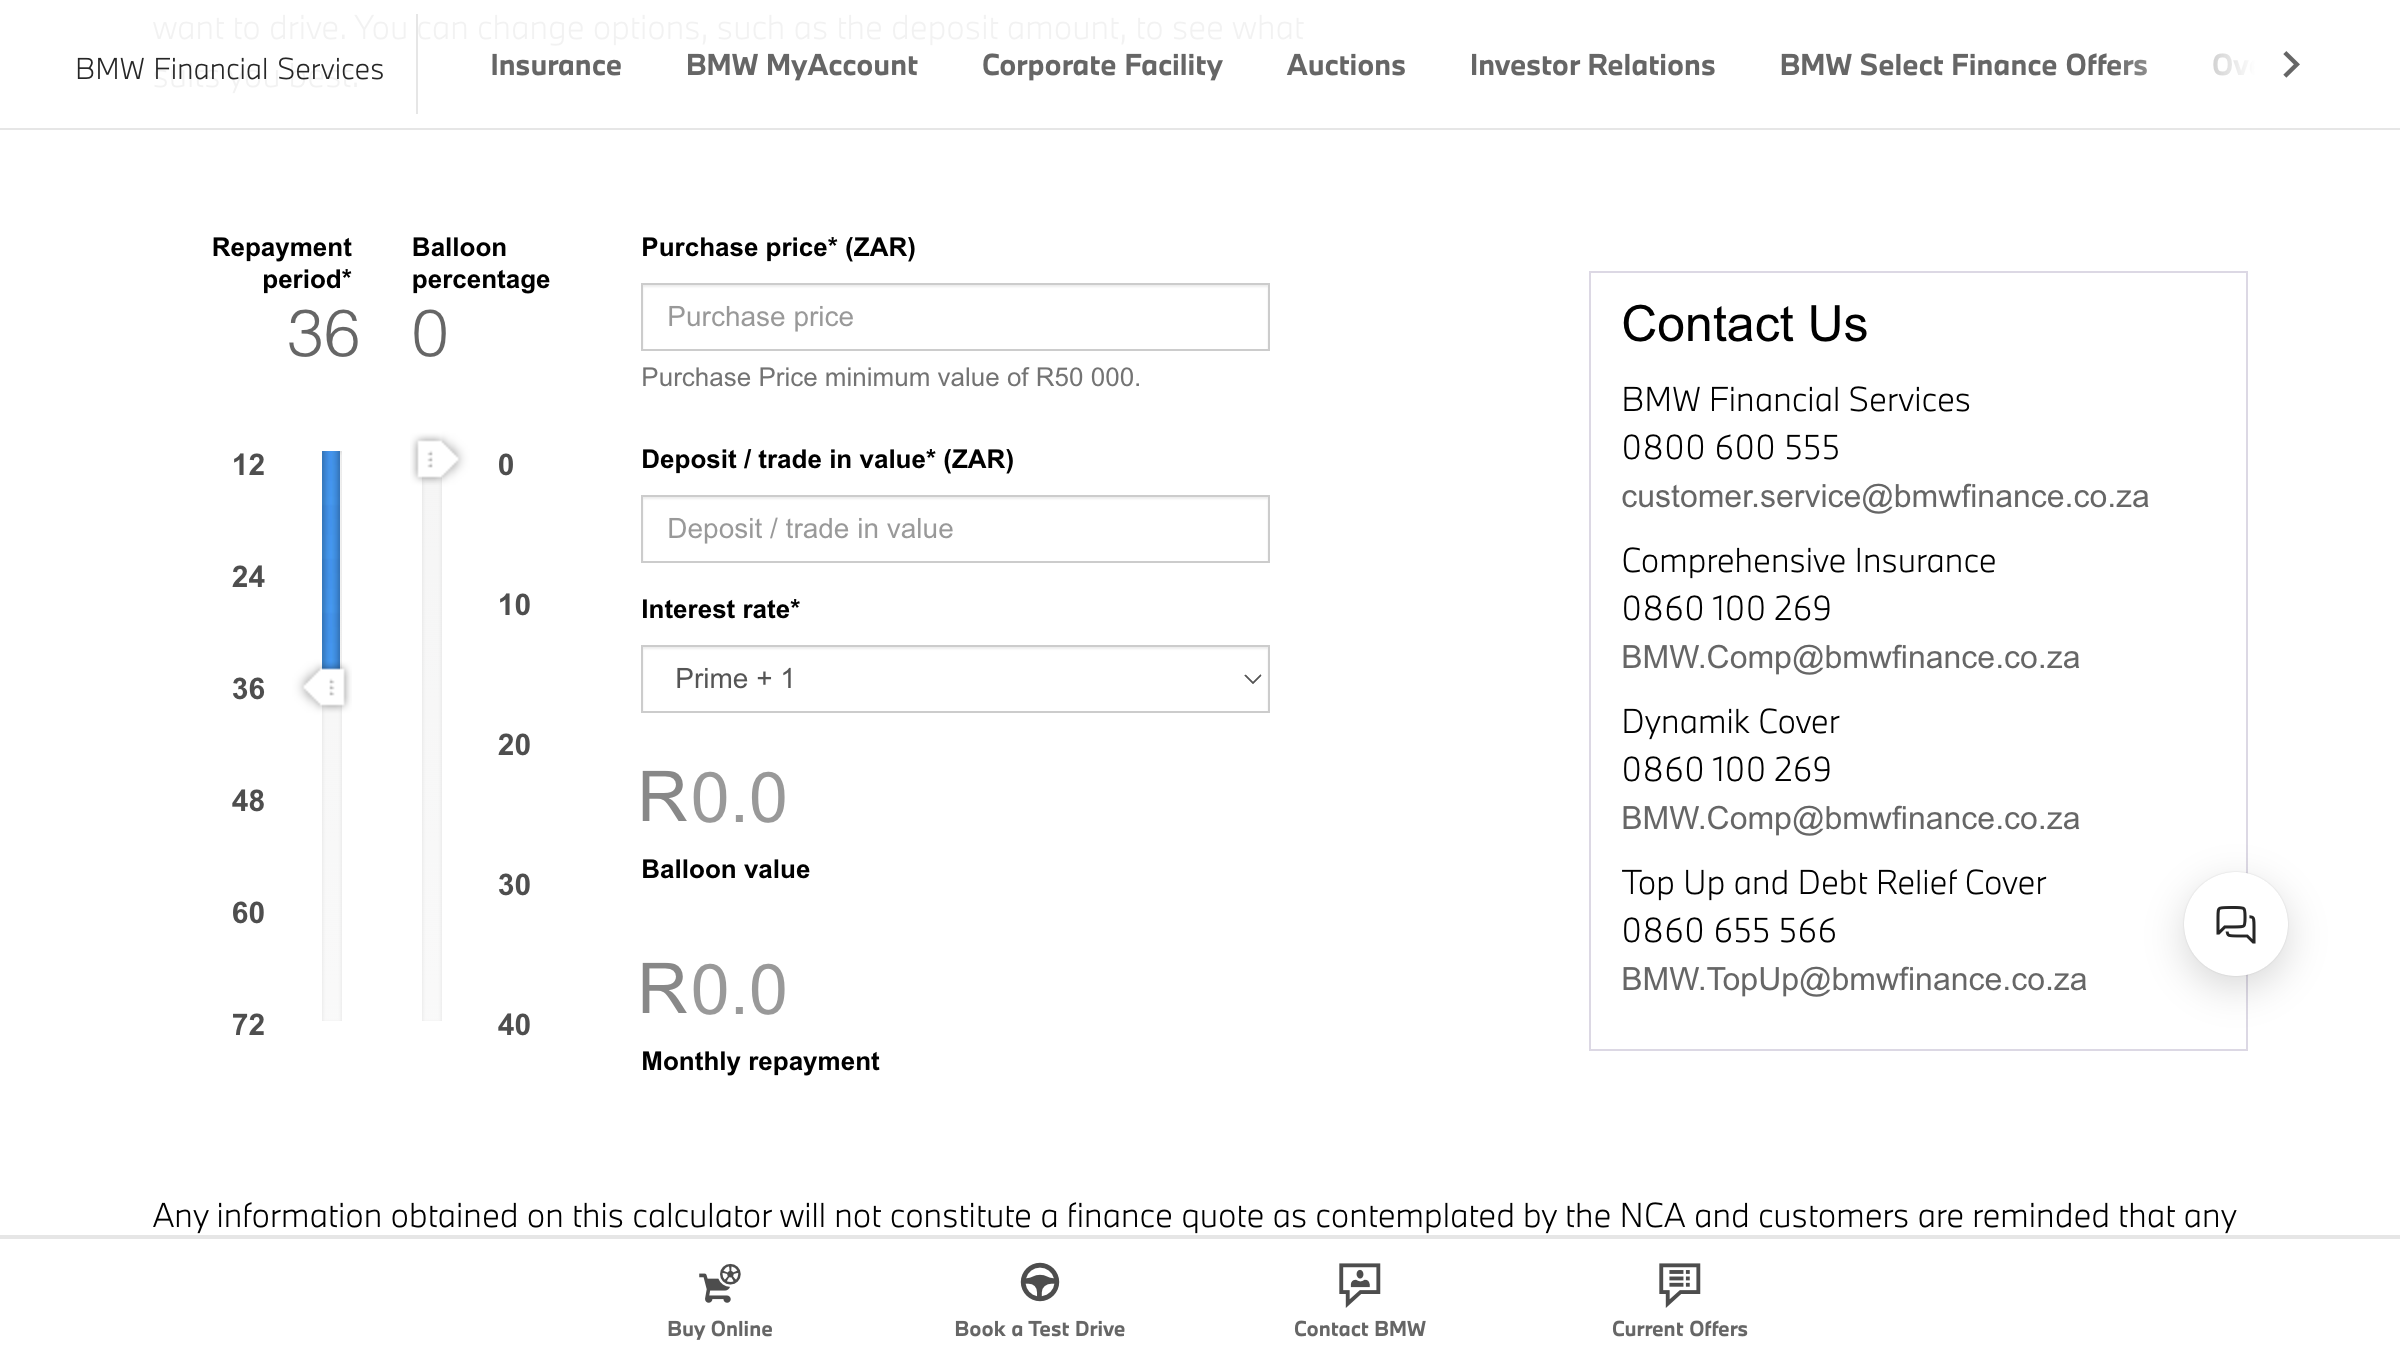 want to drive. You can change options, such as the deposit amount, to see what
suits you best.
BMW Financial Services
Insurance
BMW MyAccount
Corporate Facility
Auctions
Investor Relations
BMW Select Finance Offers
Repayment
period*
36
Balloon
percentage
0
12
24
36
48
60
72
0
10
20
30
40
Purchase price* (ZAR)
Purchase price
Purchase Price minimum value of R50 000.
Deposit / trade in value* (ZAR)
Deposit / trade in value
Interest rate*
Prime + 1
R0.0
Balloon value
R0.0
Monthly repayment
Contact Us
BMW Financial Services
0800 600 555
customer.service@bmwfinance.co.za
Comprehensive Insurance
0860 100 269
BMW.Comp@bmwfinance.co.za
Dynamik Cover
0860 100 269
BMW.Comp@bmwfinance.co.za
Top Up and Debt Relief Cover
0860 655 566
BMW.TopUp@bmwfinance.co.za
Any information obtained on this calculator will not constitute a finance quote as contemplated by the NCA and customers are reminded that any
Buy Online
Book a Test Drive
Contact BMW
Current Offers